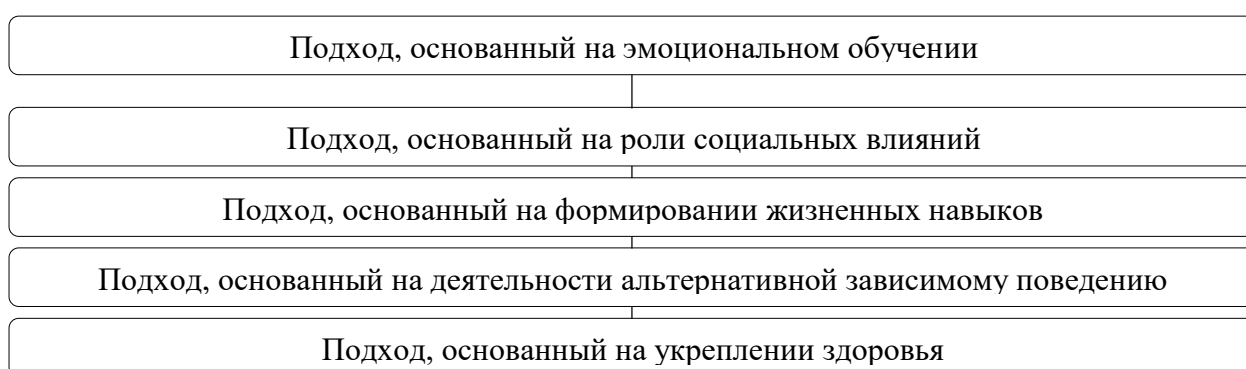 Подход, основанный на эмоциональном обучении
Подход, основанный на роли социальных влияний
Подход, основанный на формировании жизненных навыков
Подход, основанный на деятельности альтернативной зависимому поведению
Подход, основанный на укреплении здоровья